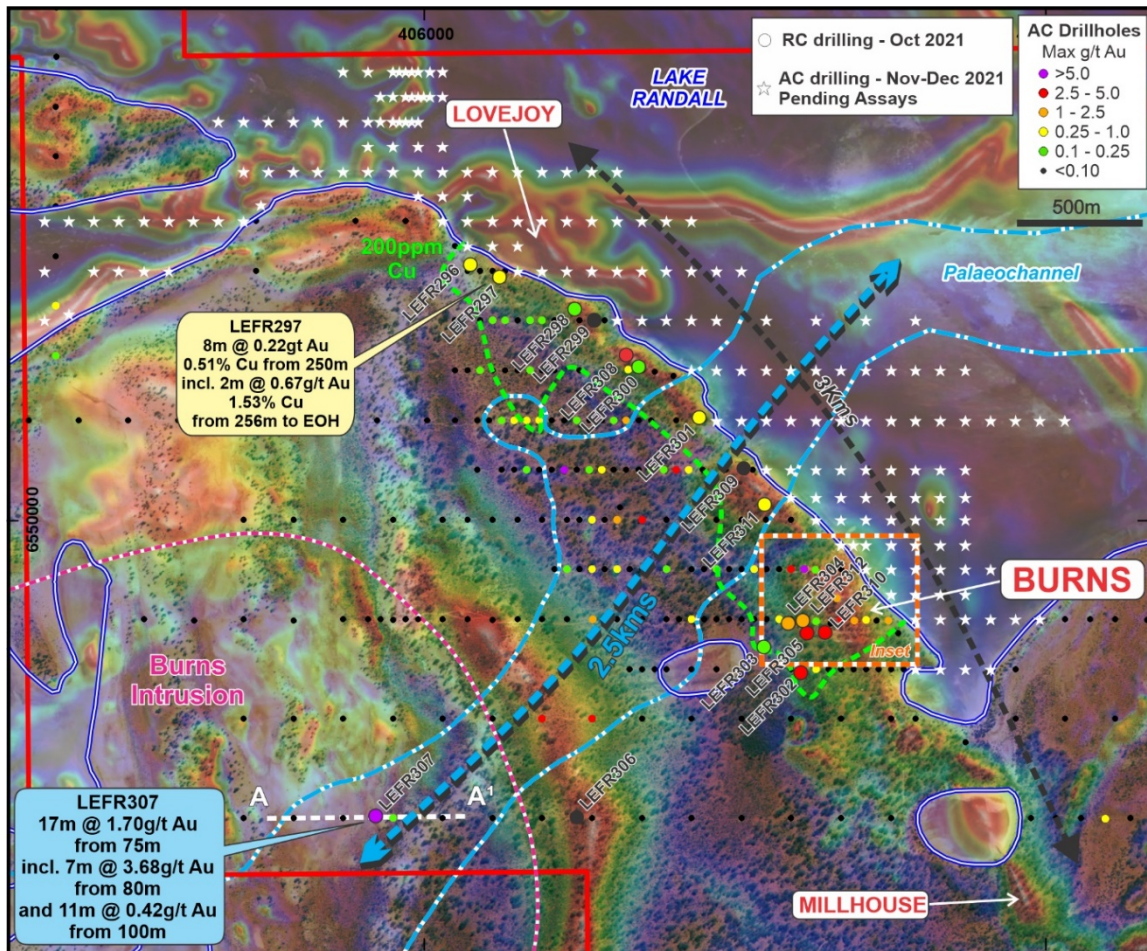 406000
6550000
RC drilling - Oct 2021
AC drilling - Nov-Dec 2021
Pending Assays
AC Drillholes
Max g/t Au
>5.0
2.5 - 5.0
1 - 2.5
0.25 - 1.0
0.1 - 0.25
<0.10
500m
LAKE
RANDALL
LOVEJOY
200ppm
Cu
Palaeochannel
LEFR296
LEFR297
LEFR298
LEFR299
LEFR308
LEFR300
LEFR301
LEFR309
LEFR311
3Kms
2.5kms
LEFR297
8m @ 0.22gt Au
0.51% Cu from 250m
incl. 2m @ 0.67g/t Au
1.53% Cu
from 256m to EOH
LEFR304
LEFR312
LEFR310
BURNS
Inset
LEFR303
LEFR305
LEFR302
Burns
Intrusion
LEFR307
LEFR306
A
A¹
LEFR307
17m @ 1.70g/t Au
from 75m
incl. 7m @ 3.68g/t Au
from 80m
and 11m @ 0.42g/t Au
from 100m
MILLHOUSE